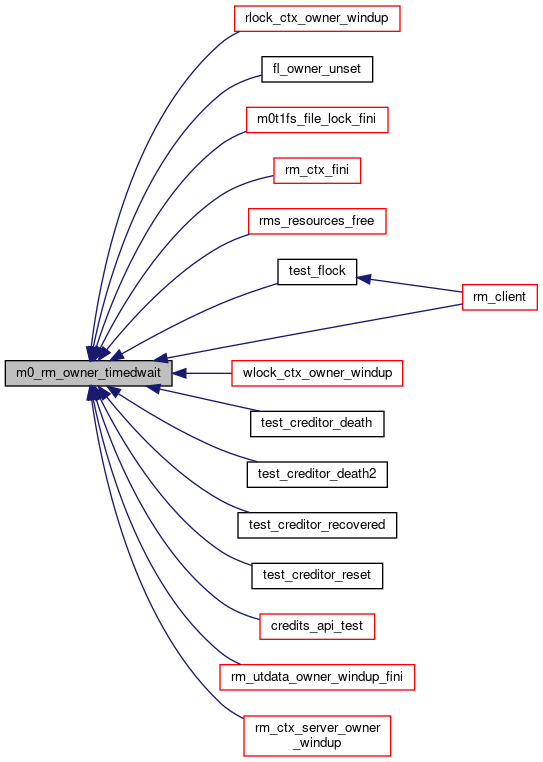 rlock_ctx_owner_windup
fl_owner_unset
m0t1fs_file_lock_fini
rm_ctx_fini
rms_resources_free
test_flock
rm_client
m0_rm_owner_timedwait
wlock_ctx_owner_windup
test_creditor_death
test_creditor_death2
test_creditor_recovered
test_creditor_reset
credits_api_test
rm_utdata_owner_windup_fini
rm_ctx_server_owner
_windup